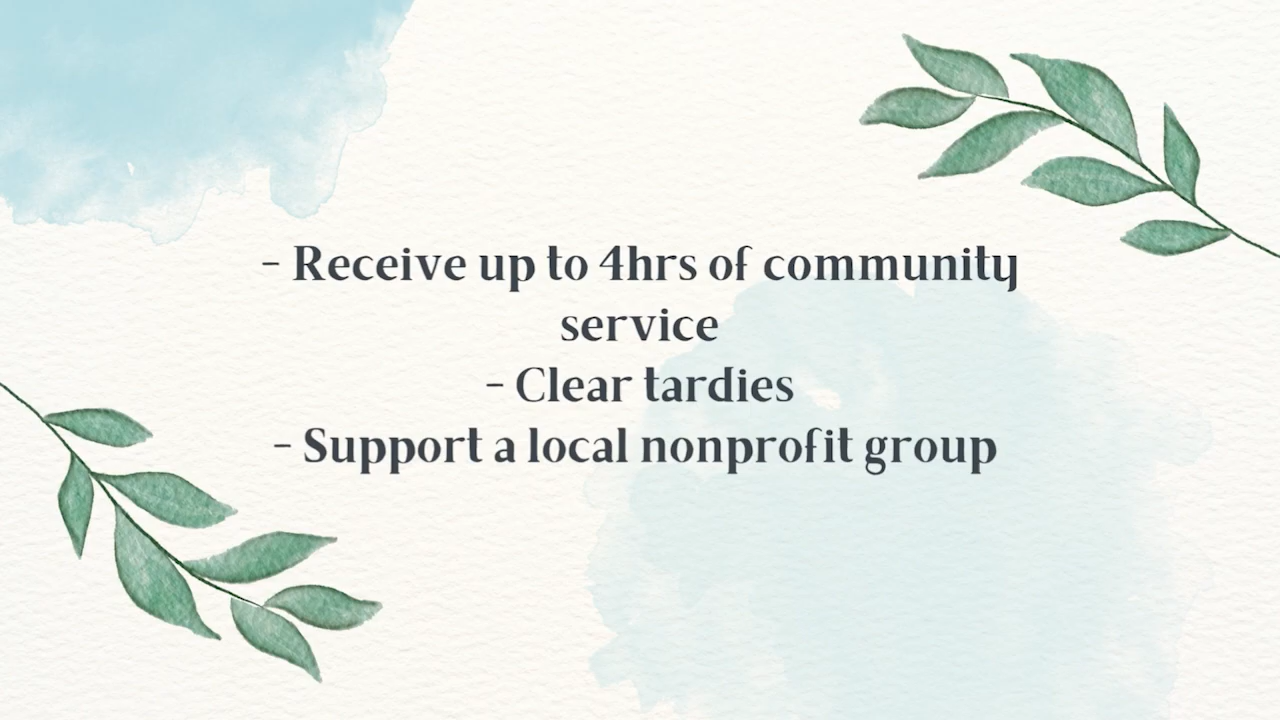 - Receive up to 4hrs of community
service
- Clear tardies
- Support a local nonprofit group